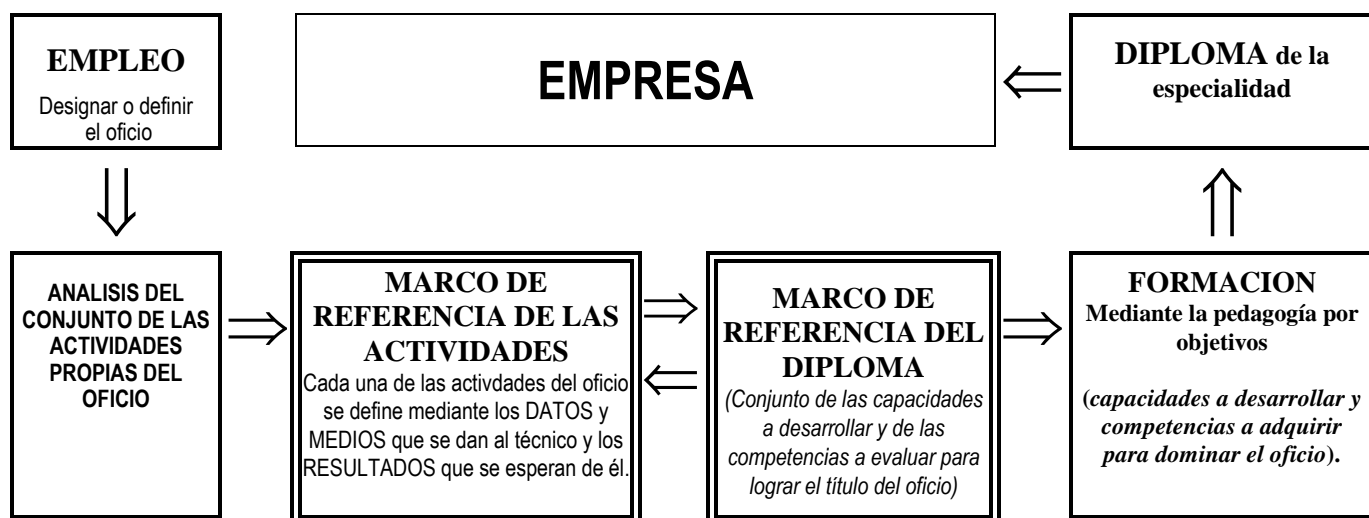 EMPLEO
Designar o definir
el oficio
EMPRESA
DIPLOMA de la
especialidad
ANALISIS DEL
CONJUNTO DE LAS
ACTIVIDADES
PROPIAS DEL
OFICIO
MARCO DE
REFERENCIA DE LAS
ACTIVIDADES
Cada una de las activdades del oficio
se define mediante los DATOS y
MEDIOS que se dan al técnico y los
RESULTADOS que se esperan de él.
MARCO DE
REFERENCIA DEL
DIPLOMA
(Conjunto de las capacidades
a desarrollar y de las
competencias a evaluar para
lograr el título del oficio)
FORMACION
Mediante la pedagogía por
objetivos
(capacidades a desarrollar y
competencias a adquirir
para dominar el oficio).